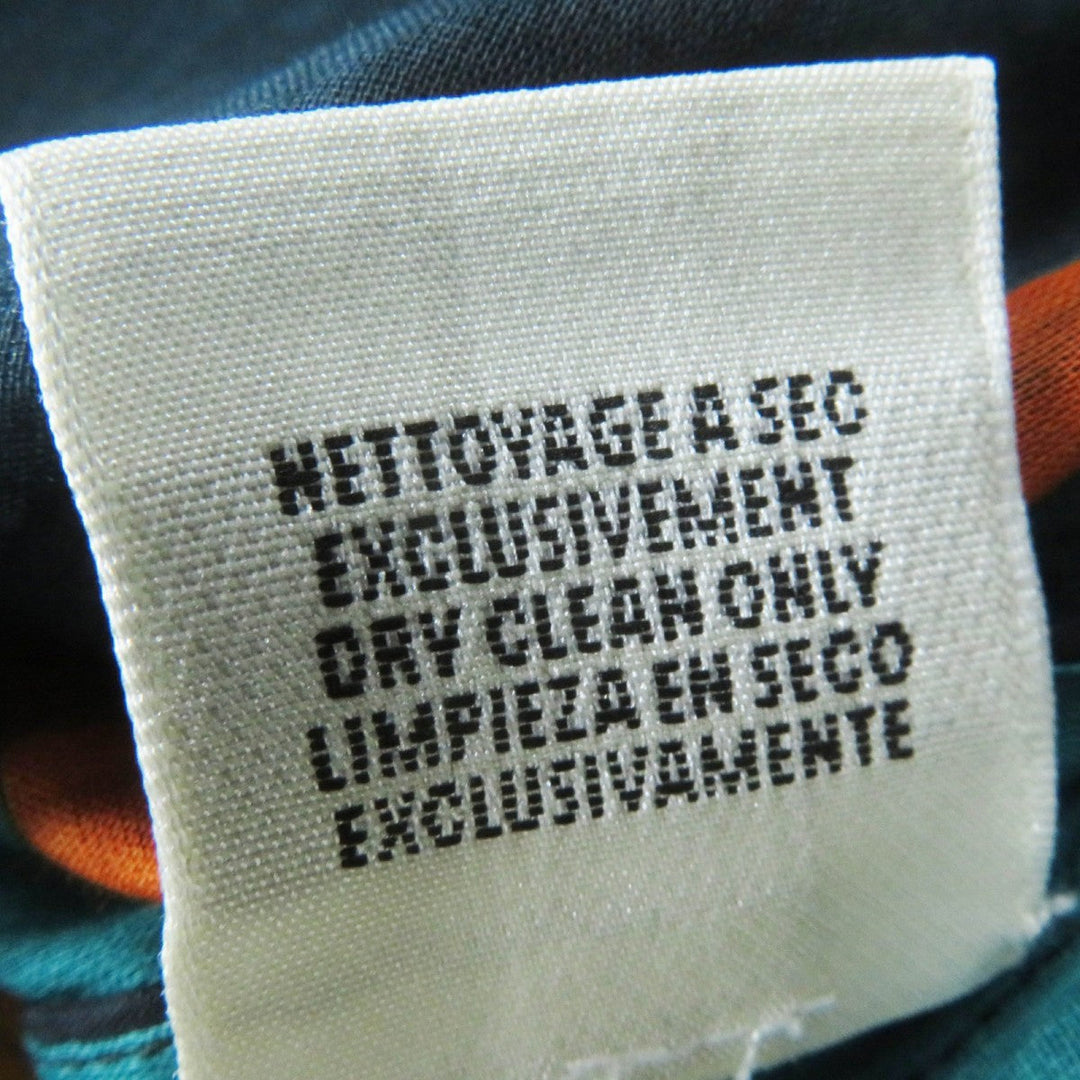 NETTOYAGE A SEC
EXCLUSIVEMENT
DRY CLEAN ONLY
LIMPIEZA EN SECO
EXCLUSIVAMENTE